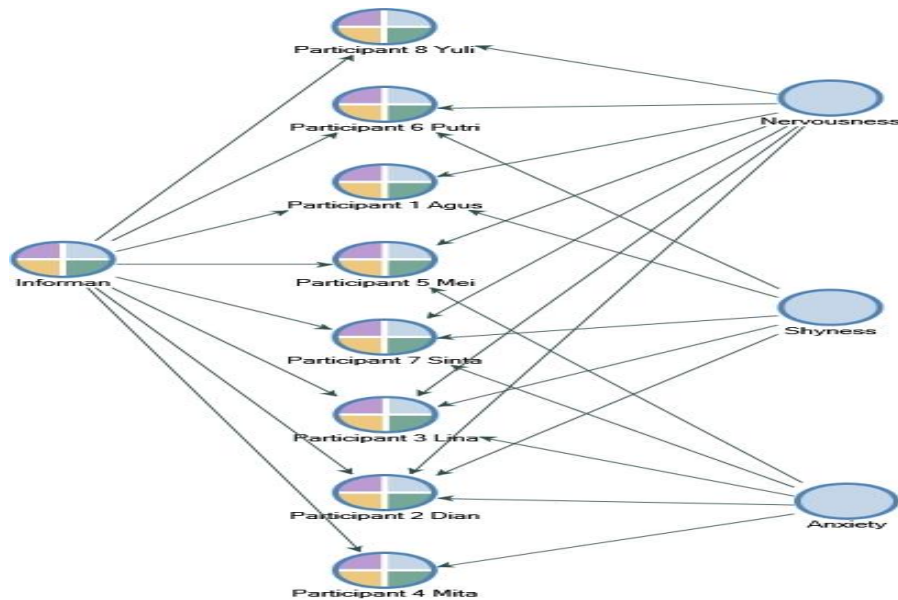 Participant 8 Yuli
Participant 6 Putri
Nervousness
Participant 1 Agus
Informan
Participant 5 Mei
Shyness
Participant 7 Sinta
Participant 3 Lina
Participant 2 Dian
Anxiety
Participant 4 Mita